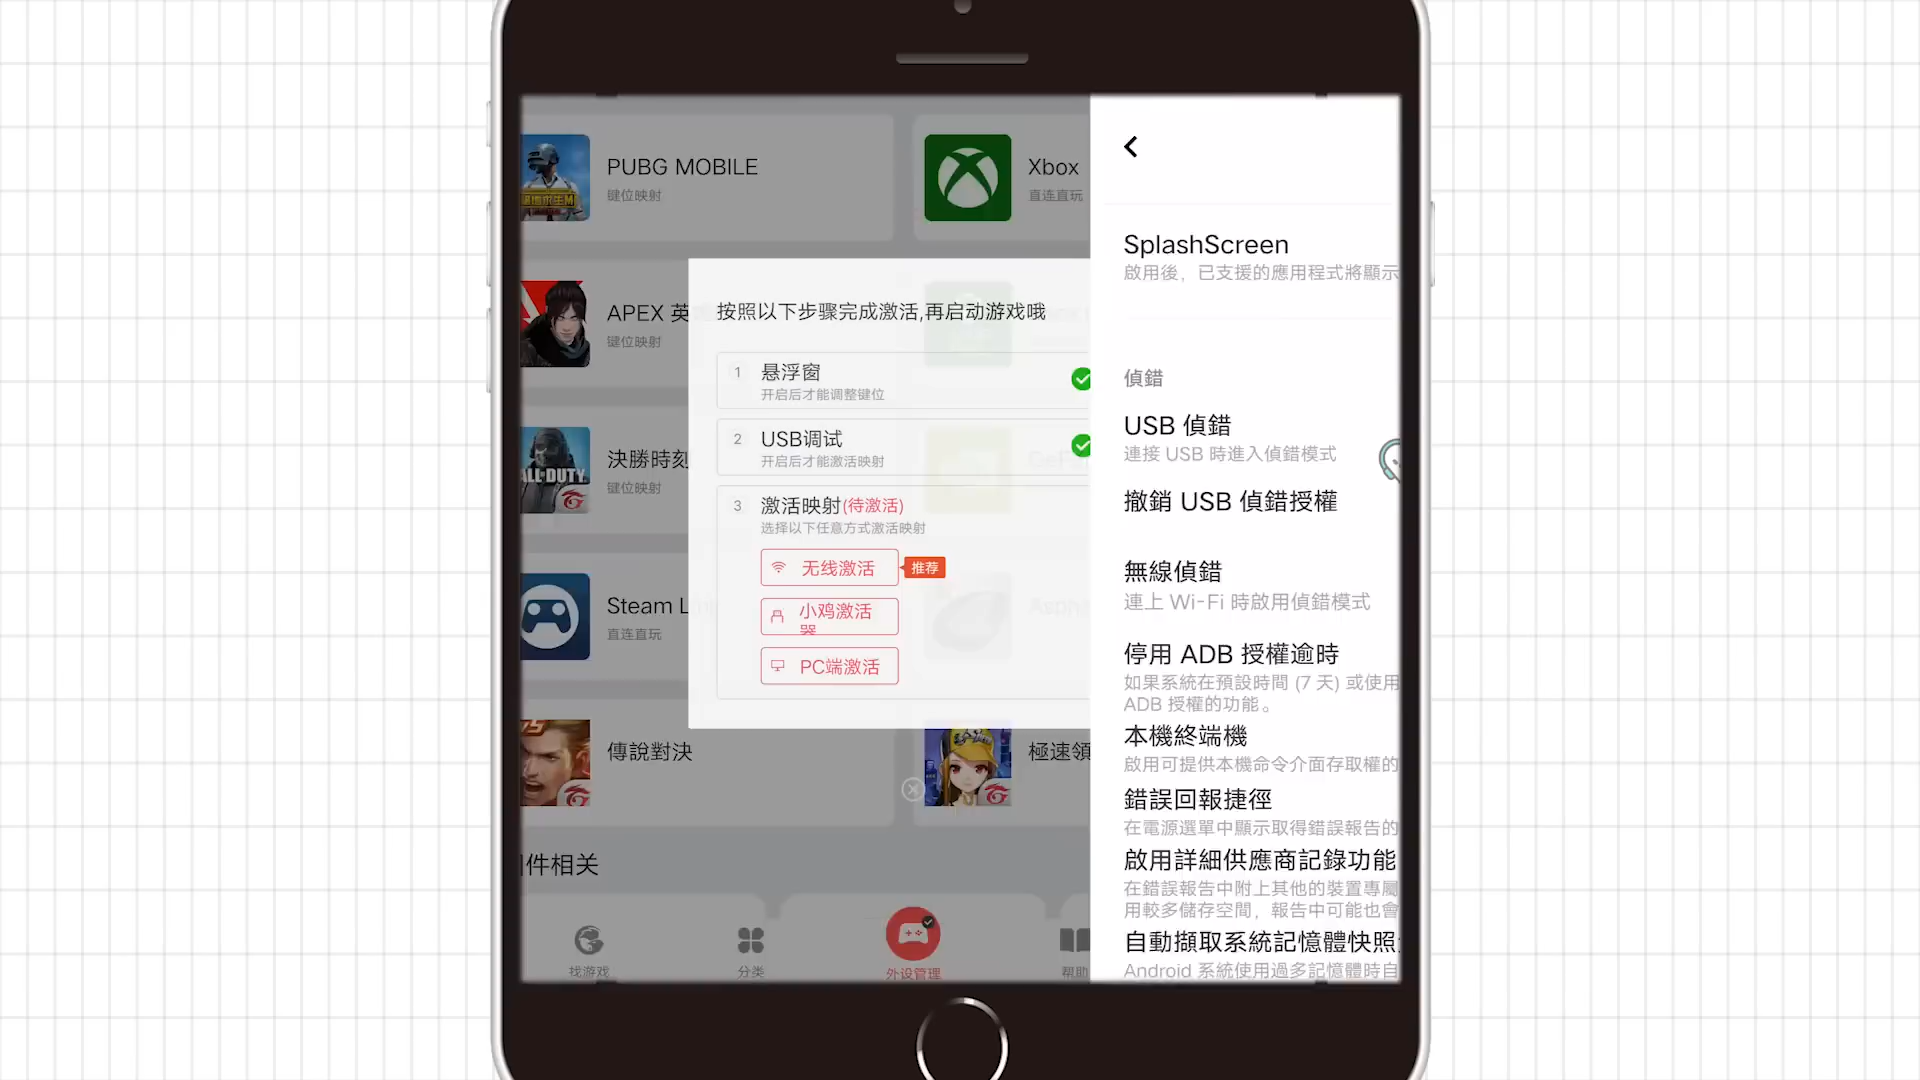 PUBG MOBILE
键位映射
Xbox
直连直玩
APEX 英
键位映射
決勝時刻
键位映射
Steam
直连直玩
傳說對決
極速領
件相关
找游戏
分类
外设管理
帮助
按照以下步骤完成激活,再启动游戏哦
1 悬浮窗
开启后才能调整键位
2 USB调试
开启后才能激活映射
3 激活映射(待激活)
选择以下任意方式激活映射
无线激活 推荐
小鸡激活
器
PC端激活
SplashScreen
啟用後，已支援的應用程式將顯示
偵錯
USB 偵錯
連接 USB 時進入偵錯模式
撤銷 USB 偵錯授權
無線偵錯
連上 Wi-Fi 時啟用偵錯模式
停用 ADB 授權逾時
如果系統在預設時間 (7 天) 或使用
ADB 授權的功能。
本機終端機
啟用可提供本機命令介面存取權的
錯誤回報捷徑
在電源選單中顯示取得錯誤報告的
啟用詳細供應商記錄功能
在錯誤報告中附上其他的裝置專屬
用較多儲存空間，報告中可能也會
自動擷取系統記憶體快照
Android 系統使用過多記憶體時自